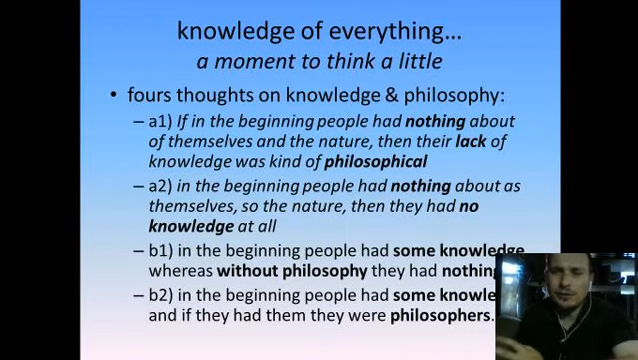 knowledge of everything…
a moment to think a little
• fours thoughts on knowledge & philosophy:
– a1) If in the beginning people had nothing about
of themselves and the nature, then their lack of
knowledge was kind of philosophical
– a2) in the beginning people had nothing about as
themselves, so the nature, then they had no
knowledge at all
– b1) in the beginning people had some knowledge
whereas without philosophy they had
– b2) in the beginning people had some
and if they had them they were philosophers.